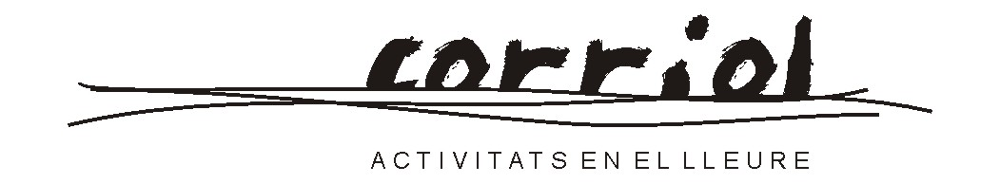 corriol
ACTIVITATS EN EL LLEURE